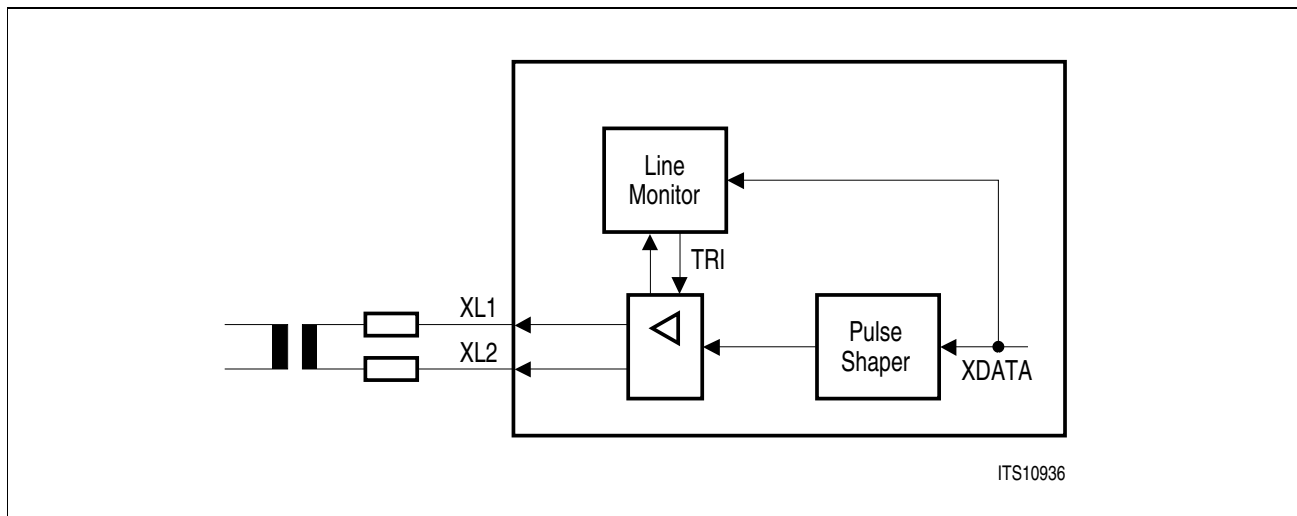 Line
Monitor
TRI
XL1
XL2
Pulse
Shaper
XDATA
ITS10936